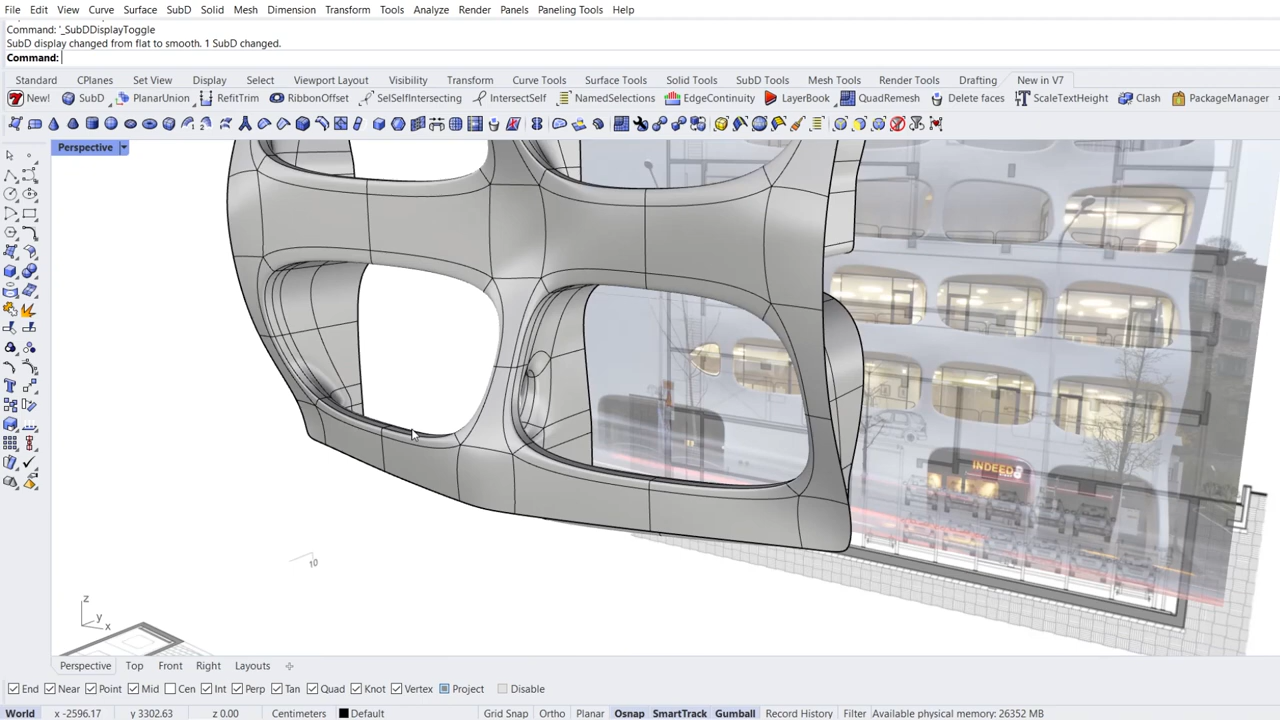 File Edit View Curve Surface SubD Solid Mesh Dimension Transform Tools Analyze Render Panels Paneling Tools Help
Command: '_SubDDisplayToggle
SubD display changed from flat to smooth. 1 SubD changed.
Command:
Standard CPlanes Set View Display Select Viewport Layout Visibility Transform Curve Tools Surface Tools Solid Tools SubD Tools Mesh Tools Render Tools Drafting New in V7
New! SubD PlanarUnion RefitTrim RibbonOffset SelSelfIntersecting IntersectSelf NamedSelections EdgeContinuity LayerBook QuadRemesh Delete faces ScaleTextHeight Clash PackageManager
Perspective
INDEED
10
z
y
x
Perspective Top Front Right Layouts
End Near Point Mid Cen Int Perp Tan Quad Knot Vertex Project Disable
World x -2596.17 y 3302.63 z 0.00 Centimeters Default Grid Snap Ortho Planar Osnap SmartTrack Gumball Record History Filter Available physical memory: 26352 MB